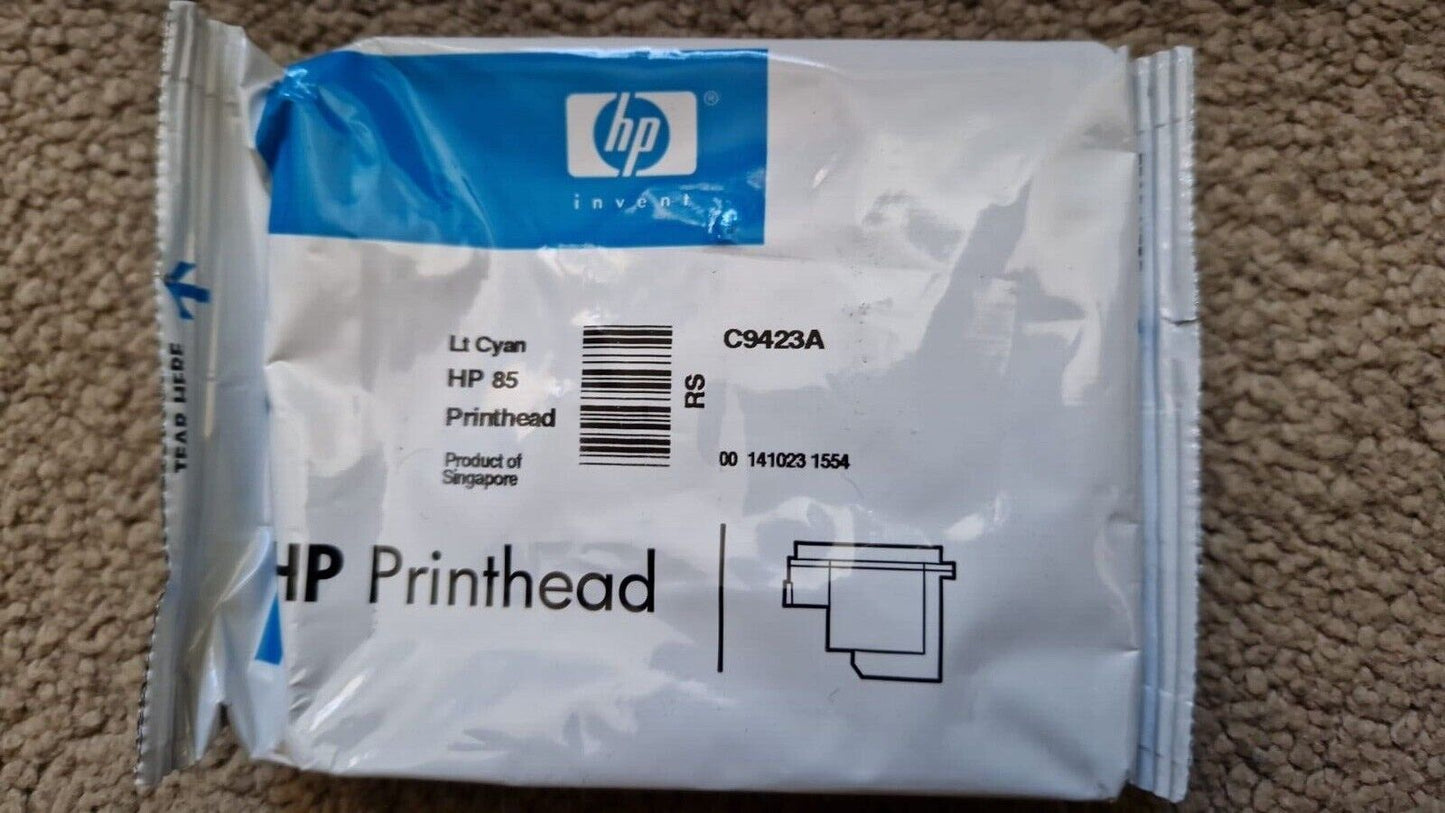 hp®
invent
TEAR HERE
Lt Cyan
HP 85
Printhead
Product of
Singapore
RS
C9423A
00 141023 1554
HP Printhead